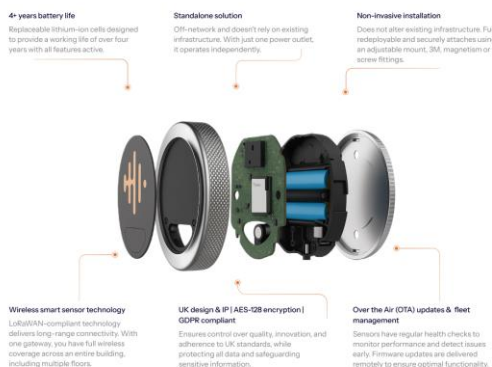 4+ years battery life
Replaceable lithium-ion cells designed
to provide a working life of over four
years with all features active.
Standalone solution
Off-network and doesn't rely on existing
infrastructure. With just one power outlet,
it operates independently.
Non-invasive installation
Does not alter existing infrastructure. Ful
redeployable and securely attaches using
an adjustable mount, 3M, magnetism or
screw fittings.
Wireless smart sensor technology
LoRaWAN-compliant technology
delivers long-range connectivity. With
one gateway, you have full wireless
coverage across an entire building,
including multiple floors.
UK design & IP | AES-128 encryption |
GDPR compliant
Ensures control over quality, innovation, and
adherence to UK standards, while
protecting all data and safeguarding
sensitive information.
Over the Air (OTA) updates & fleet
management
Sensors have regular health checks to
monitor performance and detect issues
early. Firmware updates are delivered
remotely to ensure optimal functionality.